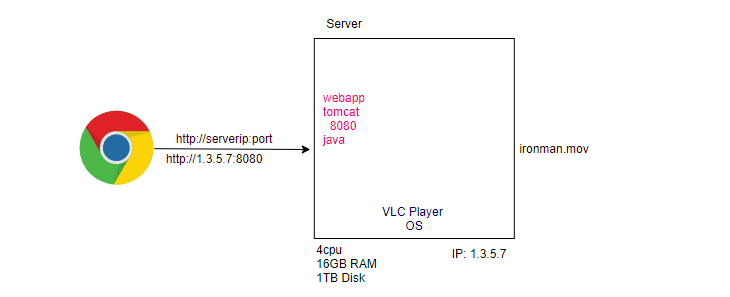 Server
webapp
tomcat
8080
java
http://serverip:port
http://1.3.5.7:8080
ironman.mov
VLC Player
OS
4cpu
16GB RAM
1TB Disk
IP: 1.3.5.7